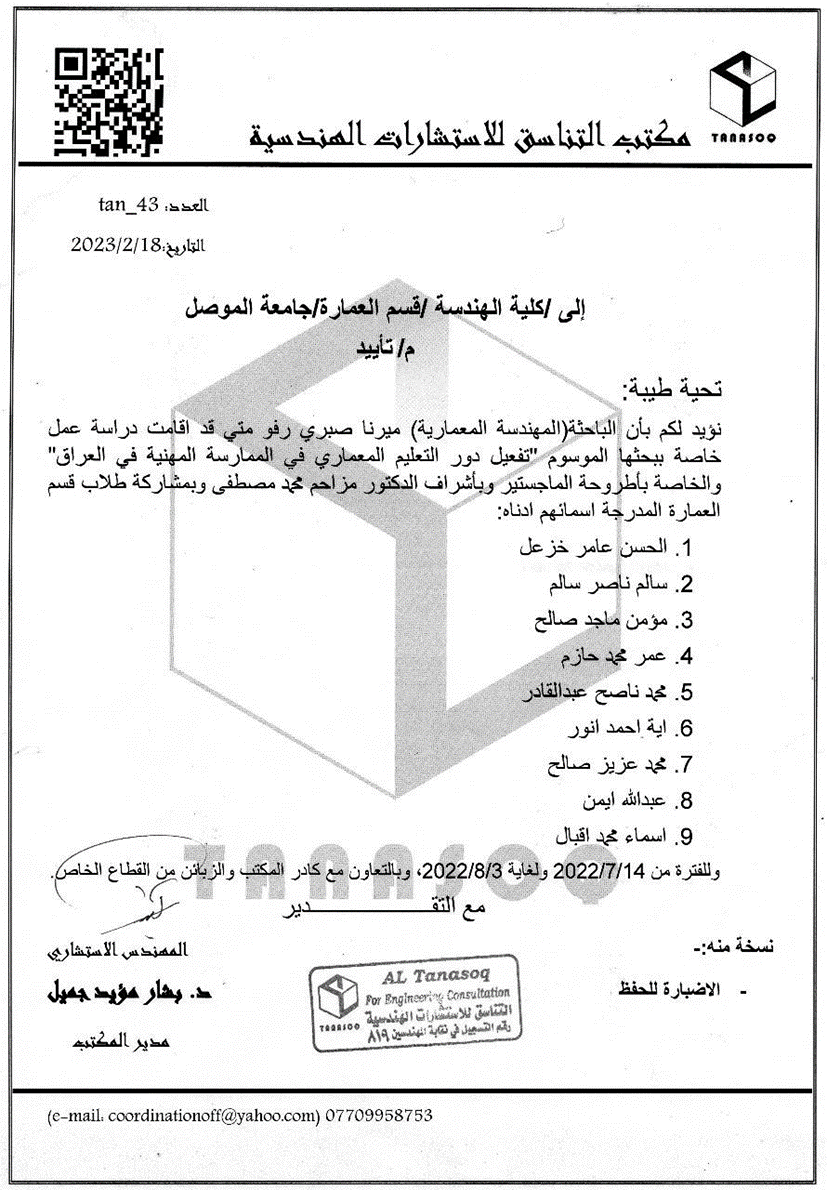 TANASOQ
مكتب التناسق للاستشارات الهندسية
العدد: tan_43
التاريخ:2023/2/18
إلى /كلية الهندسة /قسم العمارة/جامعة الموصل
م/ تأييد
تحية طيبة:
نؤيد لكم بأن الباحثة(المهندسة المعمارية) ميرنا صبري رفو متي قد اقامت دراسة عمل
خاصة ببحثها الموسوم "تفعيل دور التعليم المعماري في الممارسة المهنية في العراق"
والخاصة بأطروحة الماجستير وبأشراف الدكتور مزاحم محمد مصطفى وبمشاركة طلاب قسم
العمارة المدرجة اسمائهم ادناه:
1. الحسن عامر خزعل
2. سالم ناصر سالم
3. مؤمن ماجد صالح
4. عمر محمد حازم
5. محمد ناصح عبدالقادر
6. اية احمد انور
7. محمد عزيز صالح
8. عبدالله ايمن
9. اسماء محمد اقبال
وللفترة من 2022/7/14 ولغاية 2022/8/3، وبالتعاون مع كادر المكتب والزبائن من القطاع الخاص.
TANASOQ
مع التقـــــــــــدير
نسخة منه:-
- الاضبارة للحفظ
المهندس الاستشاري
د. بشار مؤيد جميل
مدير المكتب
AL Tanasoq
For Engineering Consultation
التناسق للاستشارات الهندسية
رقم التسجيل في نقابة المهندسين ٨١٩
TANASOQ
(e-mail: coordinationoff@yahoo.com) 07709958753